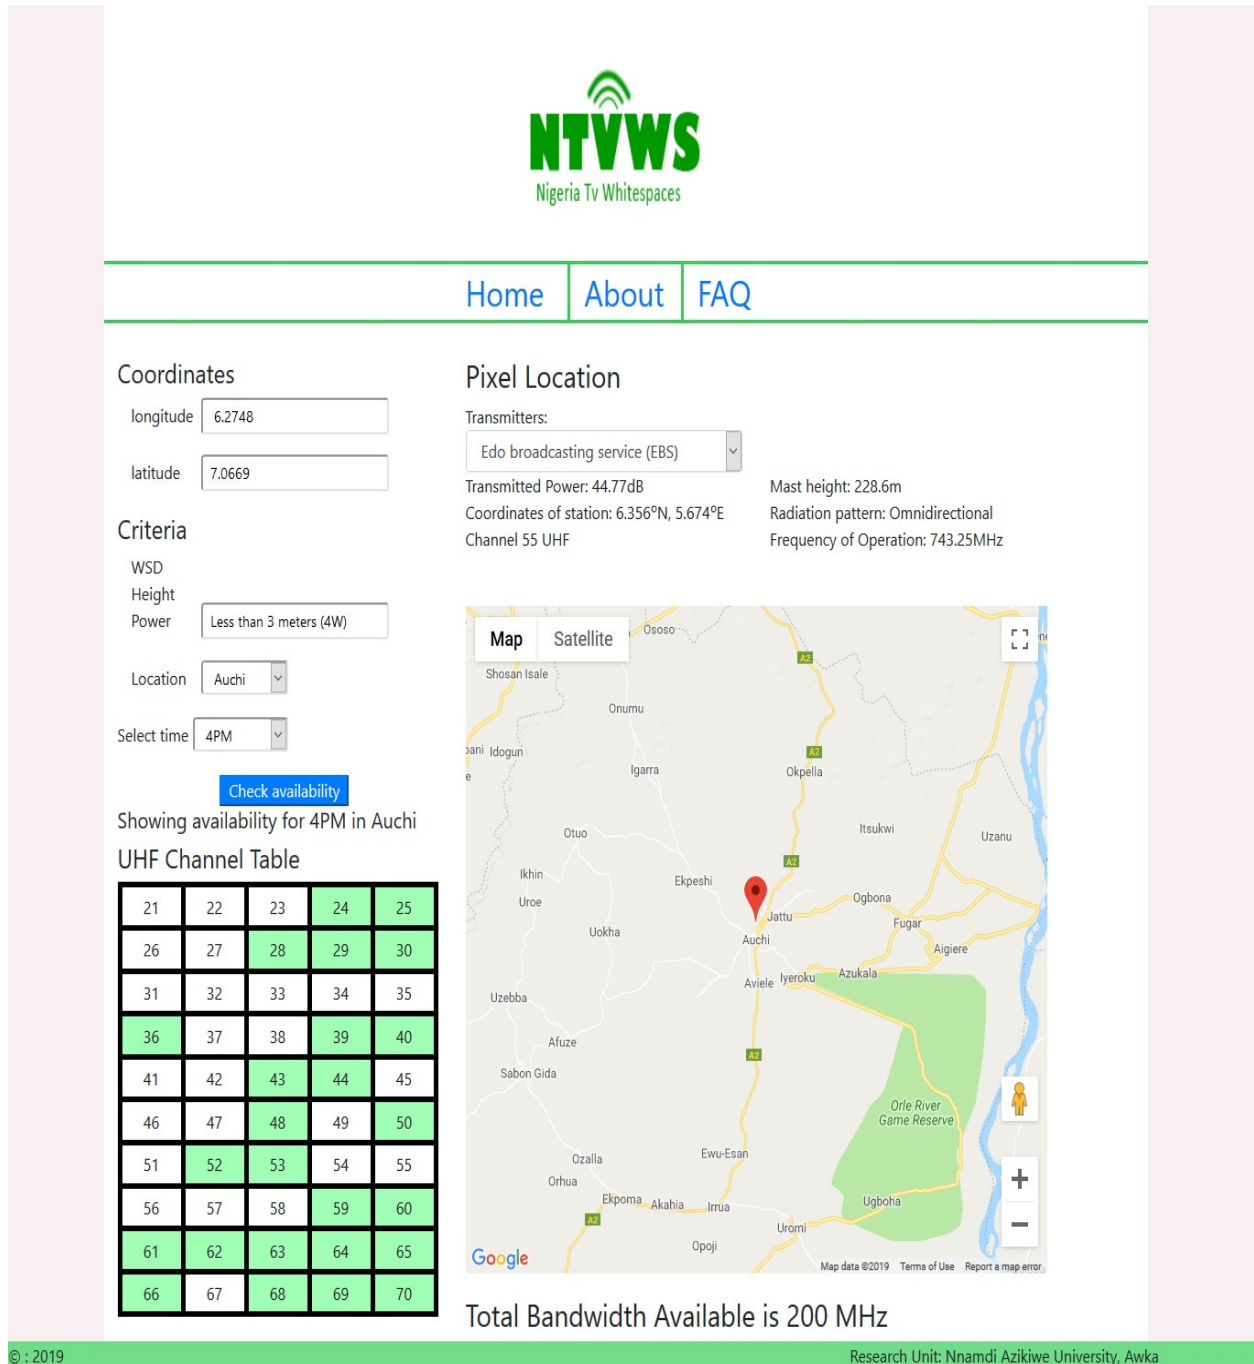 NTVWS
Nigeria Tv Whitespaces
Home About FAQ
Coordinates
longitude 6.2748
latitude 7.0669
Criteria
WSD
Height
Power Less than 3 meters (4W)
Location Auchi
Select time 4PM
Check availability
Showing availability for 4PM in Auchi
UHF Channel Table
21 22 23 24 25
26 27 28 29 30
31 32 33 34 35
36 37 38 39 40
41 42 43 44 45
46 47 48 49 50
51 52 53 54 55
56 57 58 59 60
61 62 63 64 65
66 67 68 69 70
Pixel Location
Transmitters:
Edo broadcasting service (EBS)
Transmitted Power: 44.77dB Mast height: 228.6m
Coordinates of station: 6.356⁰N, 5.674⁰E Radiation pattern: Omnidirectional
Channel 55 UHF Frequency of Operation: 743.25MHz
Map Satellite
Ososo
A2
Shosan Isale
Onumu
Idogun
A2
Igarra
Okpella
Otuo
Itsukwi
Uzanu
A2
Ikhin
Ekpeshi
Uroe
Ogbona
Jattu
Fugar
Uokha
Auchi
Aigiere
Azukala
Iyeroku
Aviele
Uzebba
Afuze
A2
Sabon Gida
Orle River
Game Reserve
Ewu-Esan
Ozalla
Orhua
Ekpoma Akahia Irrua
Ugboha
A2
Uromi
Opoji
Google
Map data ©2019 Terms of Use Report a map error
Total Bandwidth Available is 200 MHz
© : 2019 Research Unit: Nnamdi Azikiwe University, Awka